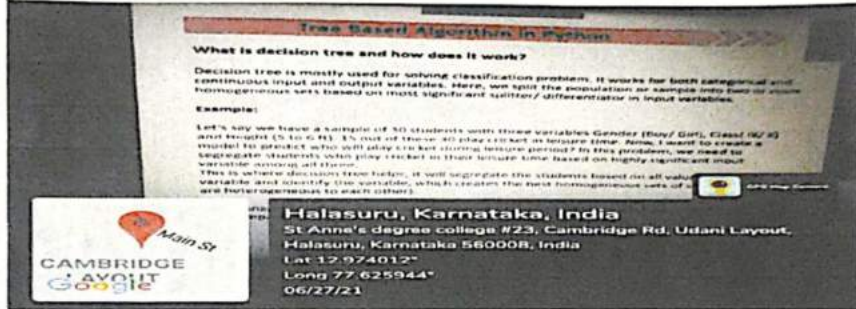 Tree Based Algorithm in Python
What is decision tree and how does it work?
Decision tree is mostly used for solving classification problem. It works for both categorical and
continuous input and output variables. Here, we split the population or sample into two or more
homogeneous sets based on most significant splitter/ differentiator in input variables.
Example:
Let's say we have a sample of 30 students with three variables Gender (Boy/ Girl), Class( IX/ X)
and Height (5 to 6 ft). 15 out of these 30 play cricket in leisure time. Now, I want to create a
model to predict who will play cricket during leisure period? In this problem, we need to
segregate students who play cricket in their leisure time based on highly significant input
variable among all three.
This is where decision tree helps, it will segregate the students based on all
variable and identify the variable, which creates the best homogeneous sets of
are heterogeneous to each other).
GPS Map Camera
Halasuru, Karnataka, India
St Anne's degree college #23, Cambridge Rd, Udani Layout,
Halasuru, Karnataka 560008, India
Lat 12.974012°
Long 77.625944°
06/27/21
Main St
CAMBRIDGE
LAYOUT
Google